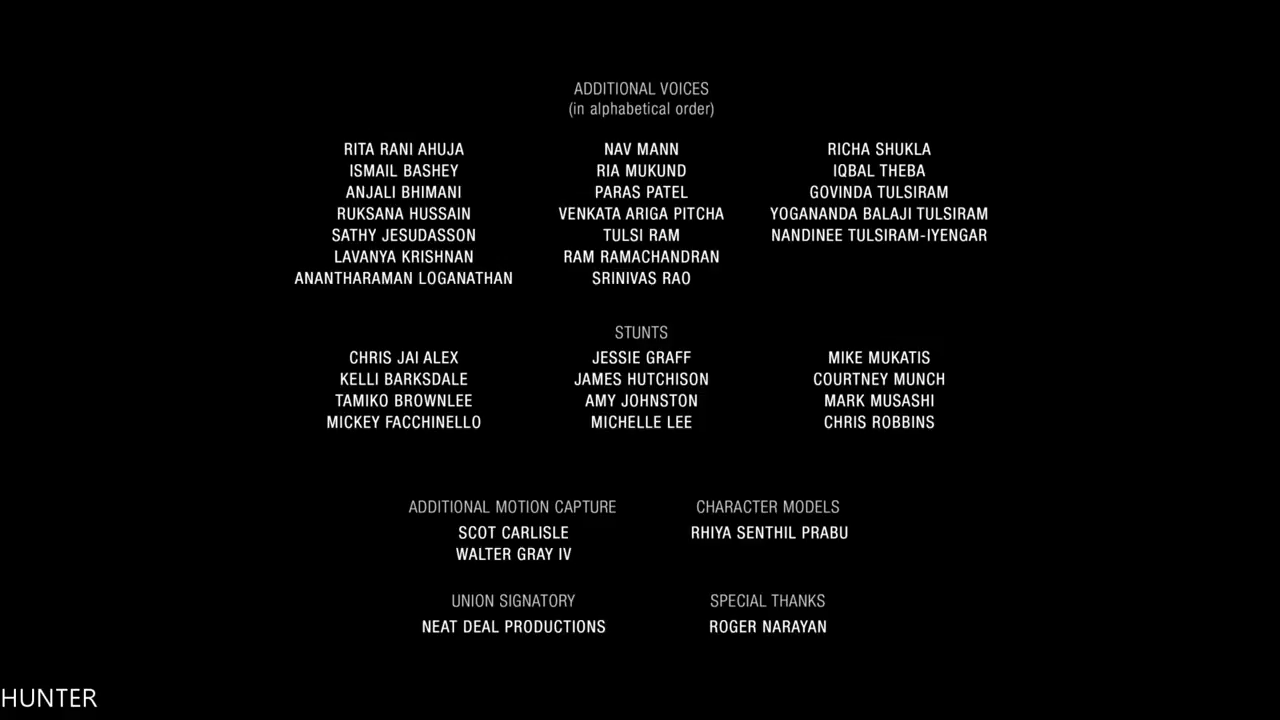 ADDITIONAL VOICES
(in alphabetical order)
RITA RANI AHUJA
ISMAIL BASHEY
ANJALI BHIMANI
RUKSANA HUSSAIN
SATHY JESUDASSON
LAVANYA KRISHNAN
ANANTHARAMAN LOGANATHAN
NAV MANN
RIA MUKUND
PARAS PATEL
VENKATA ARIGA PITCHA
TULSI RAM
RAM RAMACHANDRAN
SRINIVAS RAO
RICHA SHUKLA
IQBAL THEBA
GOVINDA TULSIRAM
YOGANANDA BALAJI TULSIRAM
NANDINEE TULSIRAM-IYENGAR
STUNTS
CHRIS JAI ALEX
KELLI BARKSDALE
TAMIKO BROWNLEE
MICKEY FACCHINELLO
JESSIE GRAFF
JAMES HUTCHISON
AMY JOHNSTON
MICHELLE LEE
MIKE MUKATIS
COURTNEY MUNCH
MARK MUSASHI
CHRIS ROBBINS
ADDITIONAL MOTION CAPTURE
SCOT CARLISLE
WALTER GRAY IV
CHARACTER MODELS
RHIYA SENTHIL PRABU
UNION SIGNATORY
NEAT DEAL PRODUCTIONS
SPECIAL THANKS
ROGER NARAYAN
HUNTER